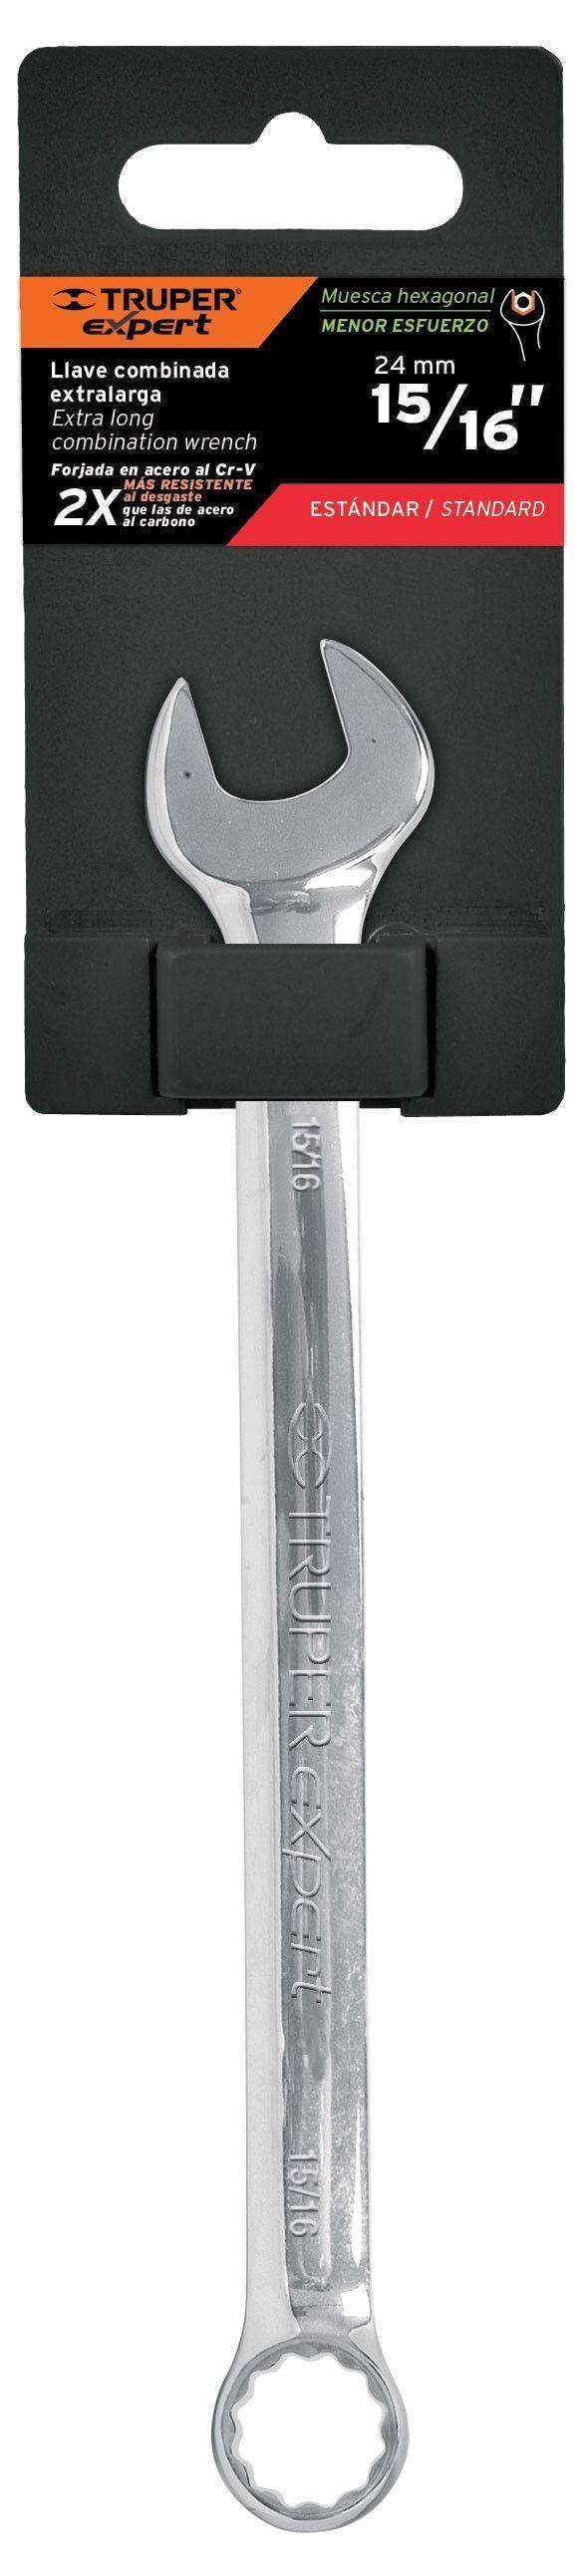 TRUPER®
expert
Muesca hexagonal
MENOR ESFUERZO
Llave combinada
extralarga
Extra long
combination wrench
24 mm
15/16"
Forjada en acero al Cr-V
2X MÁS RESISTENTE
al desgaste
que las de acero
al carbono
ESTÁNDAR / STANDARD
15/16
TRUPER expert
15/16